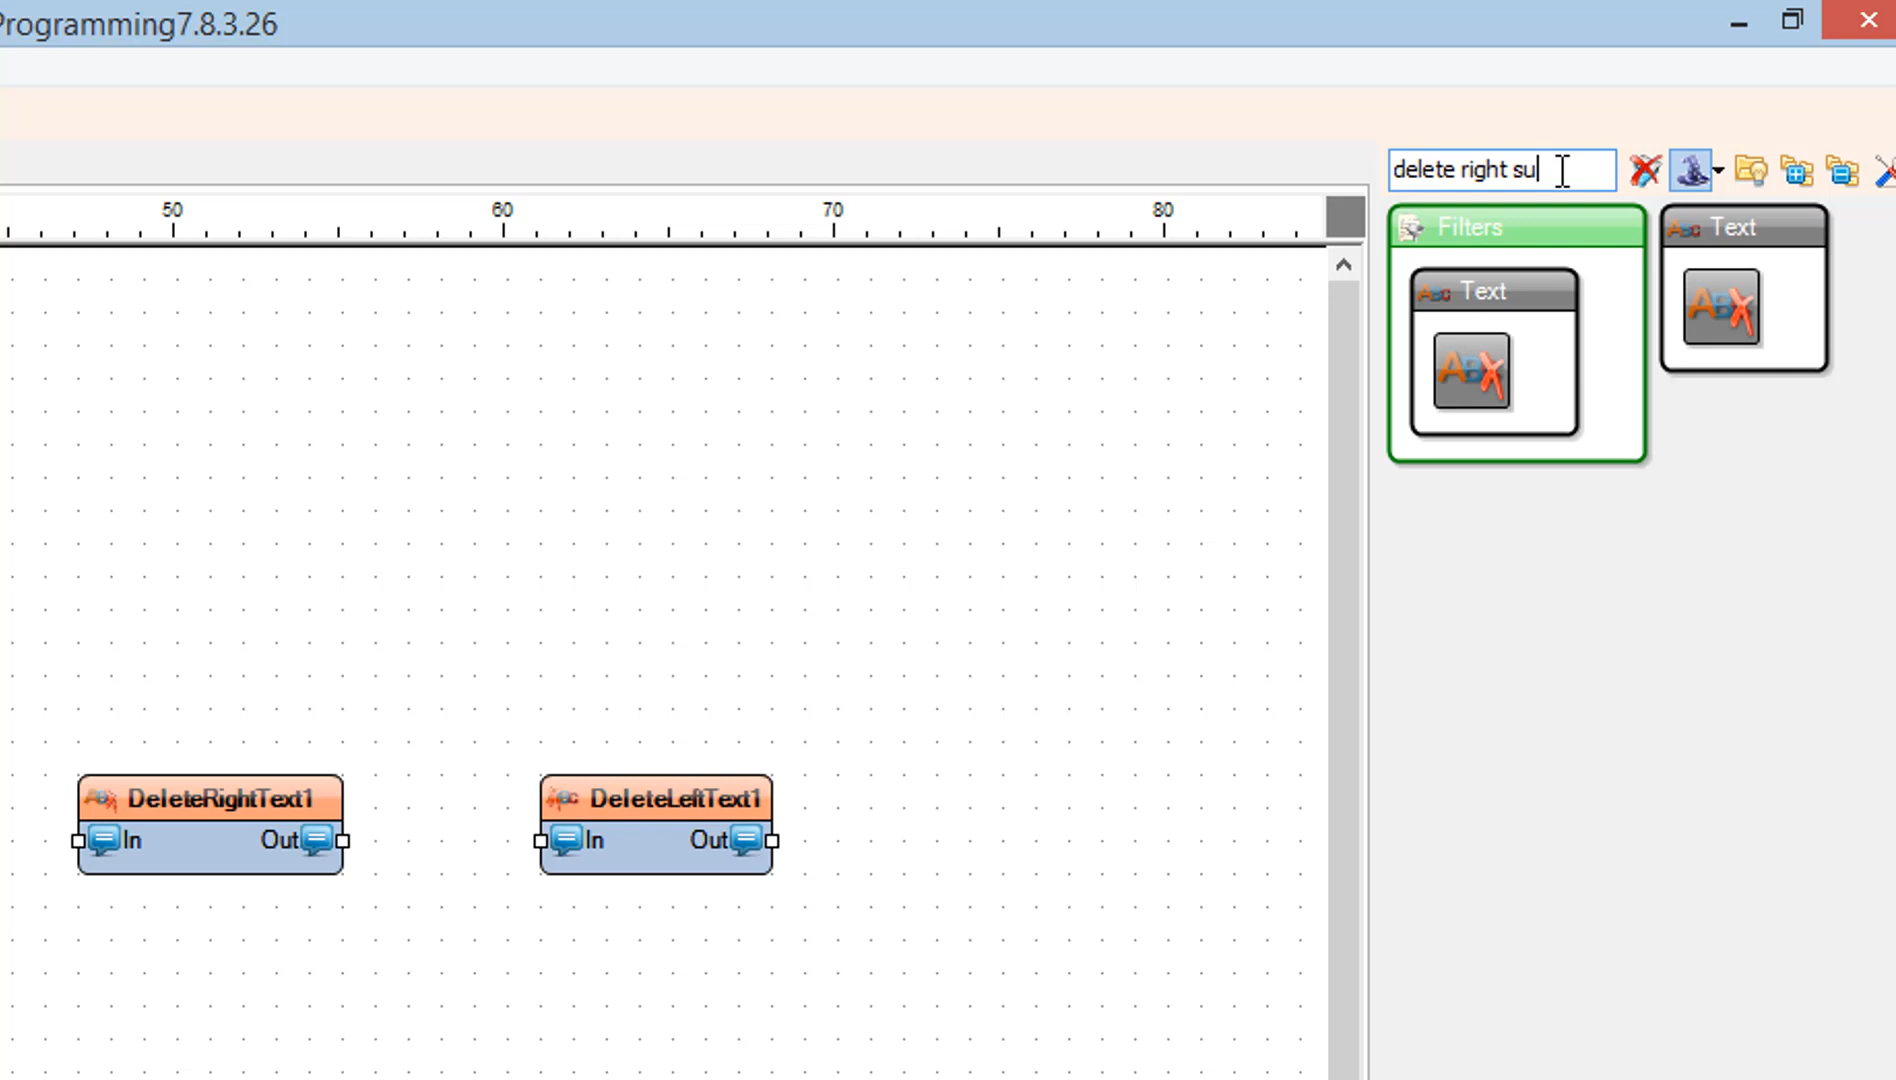 Programming7.8.3.26
delete right su
50 60 70 80
Filters
Text
Text
DeleteRightText1
In Out
DeleteLeftText1
In Out